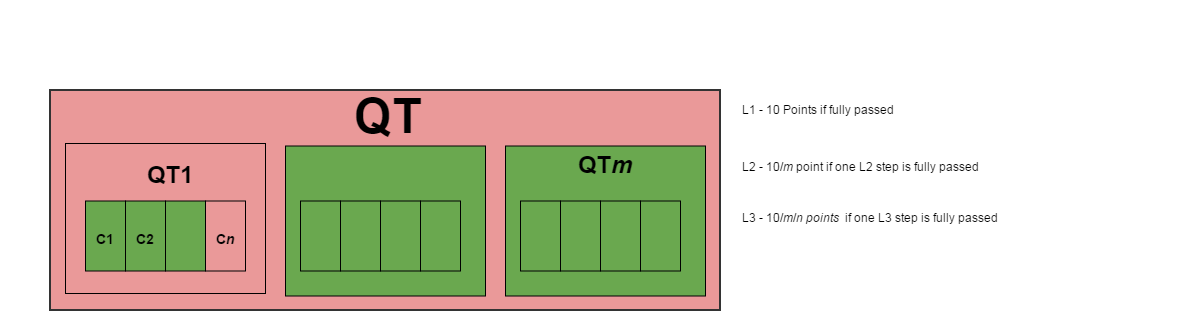 QT
QT1
QTm
C1 C2 Cn
L1 - 10 Points if fully passed
L2 - 10/m point if one L2 step is fully passed
L3 - 10/m/n points if one L3 step is fully passed